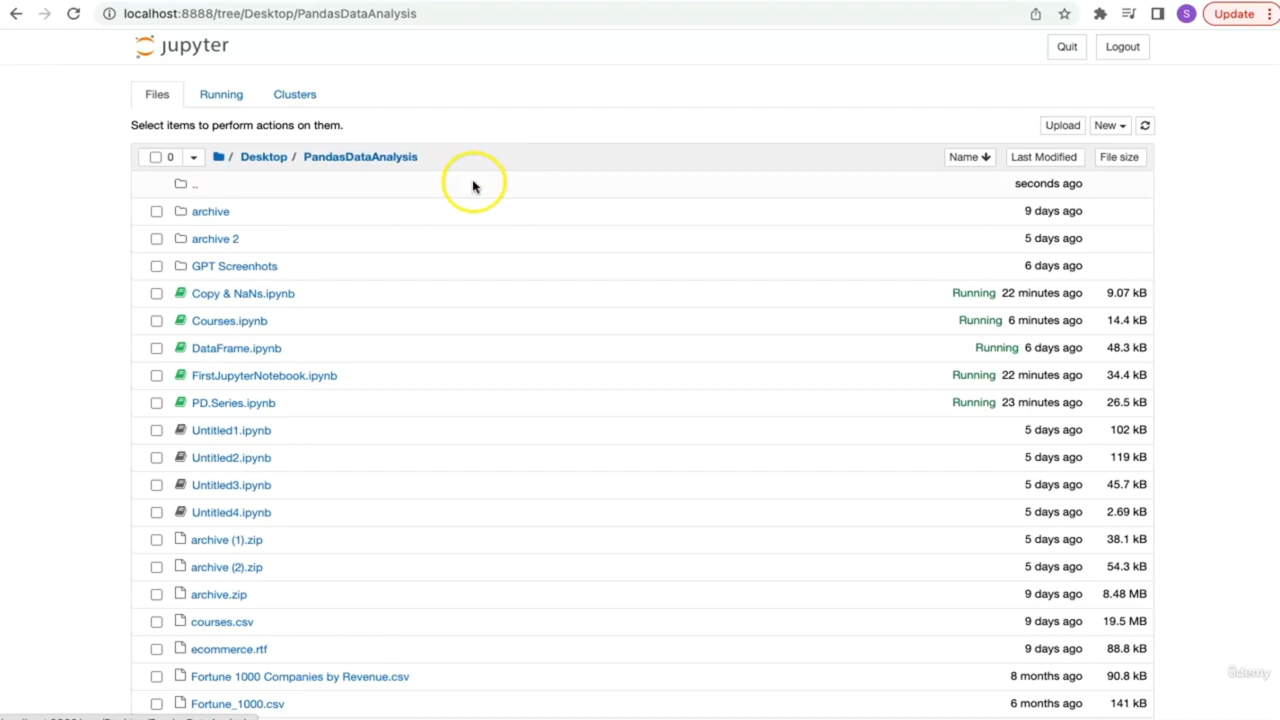 localhost:8888/tree/Desktop/PandasDataAnalysis S Update
jupyter Quit Logout
Files Running Clusters
Select items to perform actions on them. Upload New
0 / Desktop / PandasDataAnalysis Name Last Modified File size
.. seconds ago
archive 9 days ago
archive 2 5 days ago
GPT Screenshots 6 days ago
Copy & NaNs.ipynb Running 22 minutes ago 9.07 kB
Courses.ipynb Running 6 minutes ago 14.4 kB
DataFrame.ipynb Running 6 days ago 48.3 kB
FirstJupyterNotebook.ipynb Running 22 minutes ago 34.4 kB
PD.Series.ipynb Running 23 minutes ago 26.5 kB
Untitled1.ipynb 5 days ago 102 kB
Untitled2.ipynb 5 days ago 119 kB
Untitled3.ipynb 5 days ago 45.7 kB
Untitled4.ipynb 5 days ago 2.69 kB
archive (1).zip 5 days ago 38.1 kB
archive (2).zip 5 days ago 54.3 kB
archive.zip 9 days ago 8.48 MB
courses.csv 9 days ago 19.5 MB
ecommerce.rtf 9 days ago 88.8 kB
Fortune 1000 Companies by Revenue.csv 8 months ago 90.8 kB
Fortune_1000.csv 6 months ago 141 kB
ûdemy